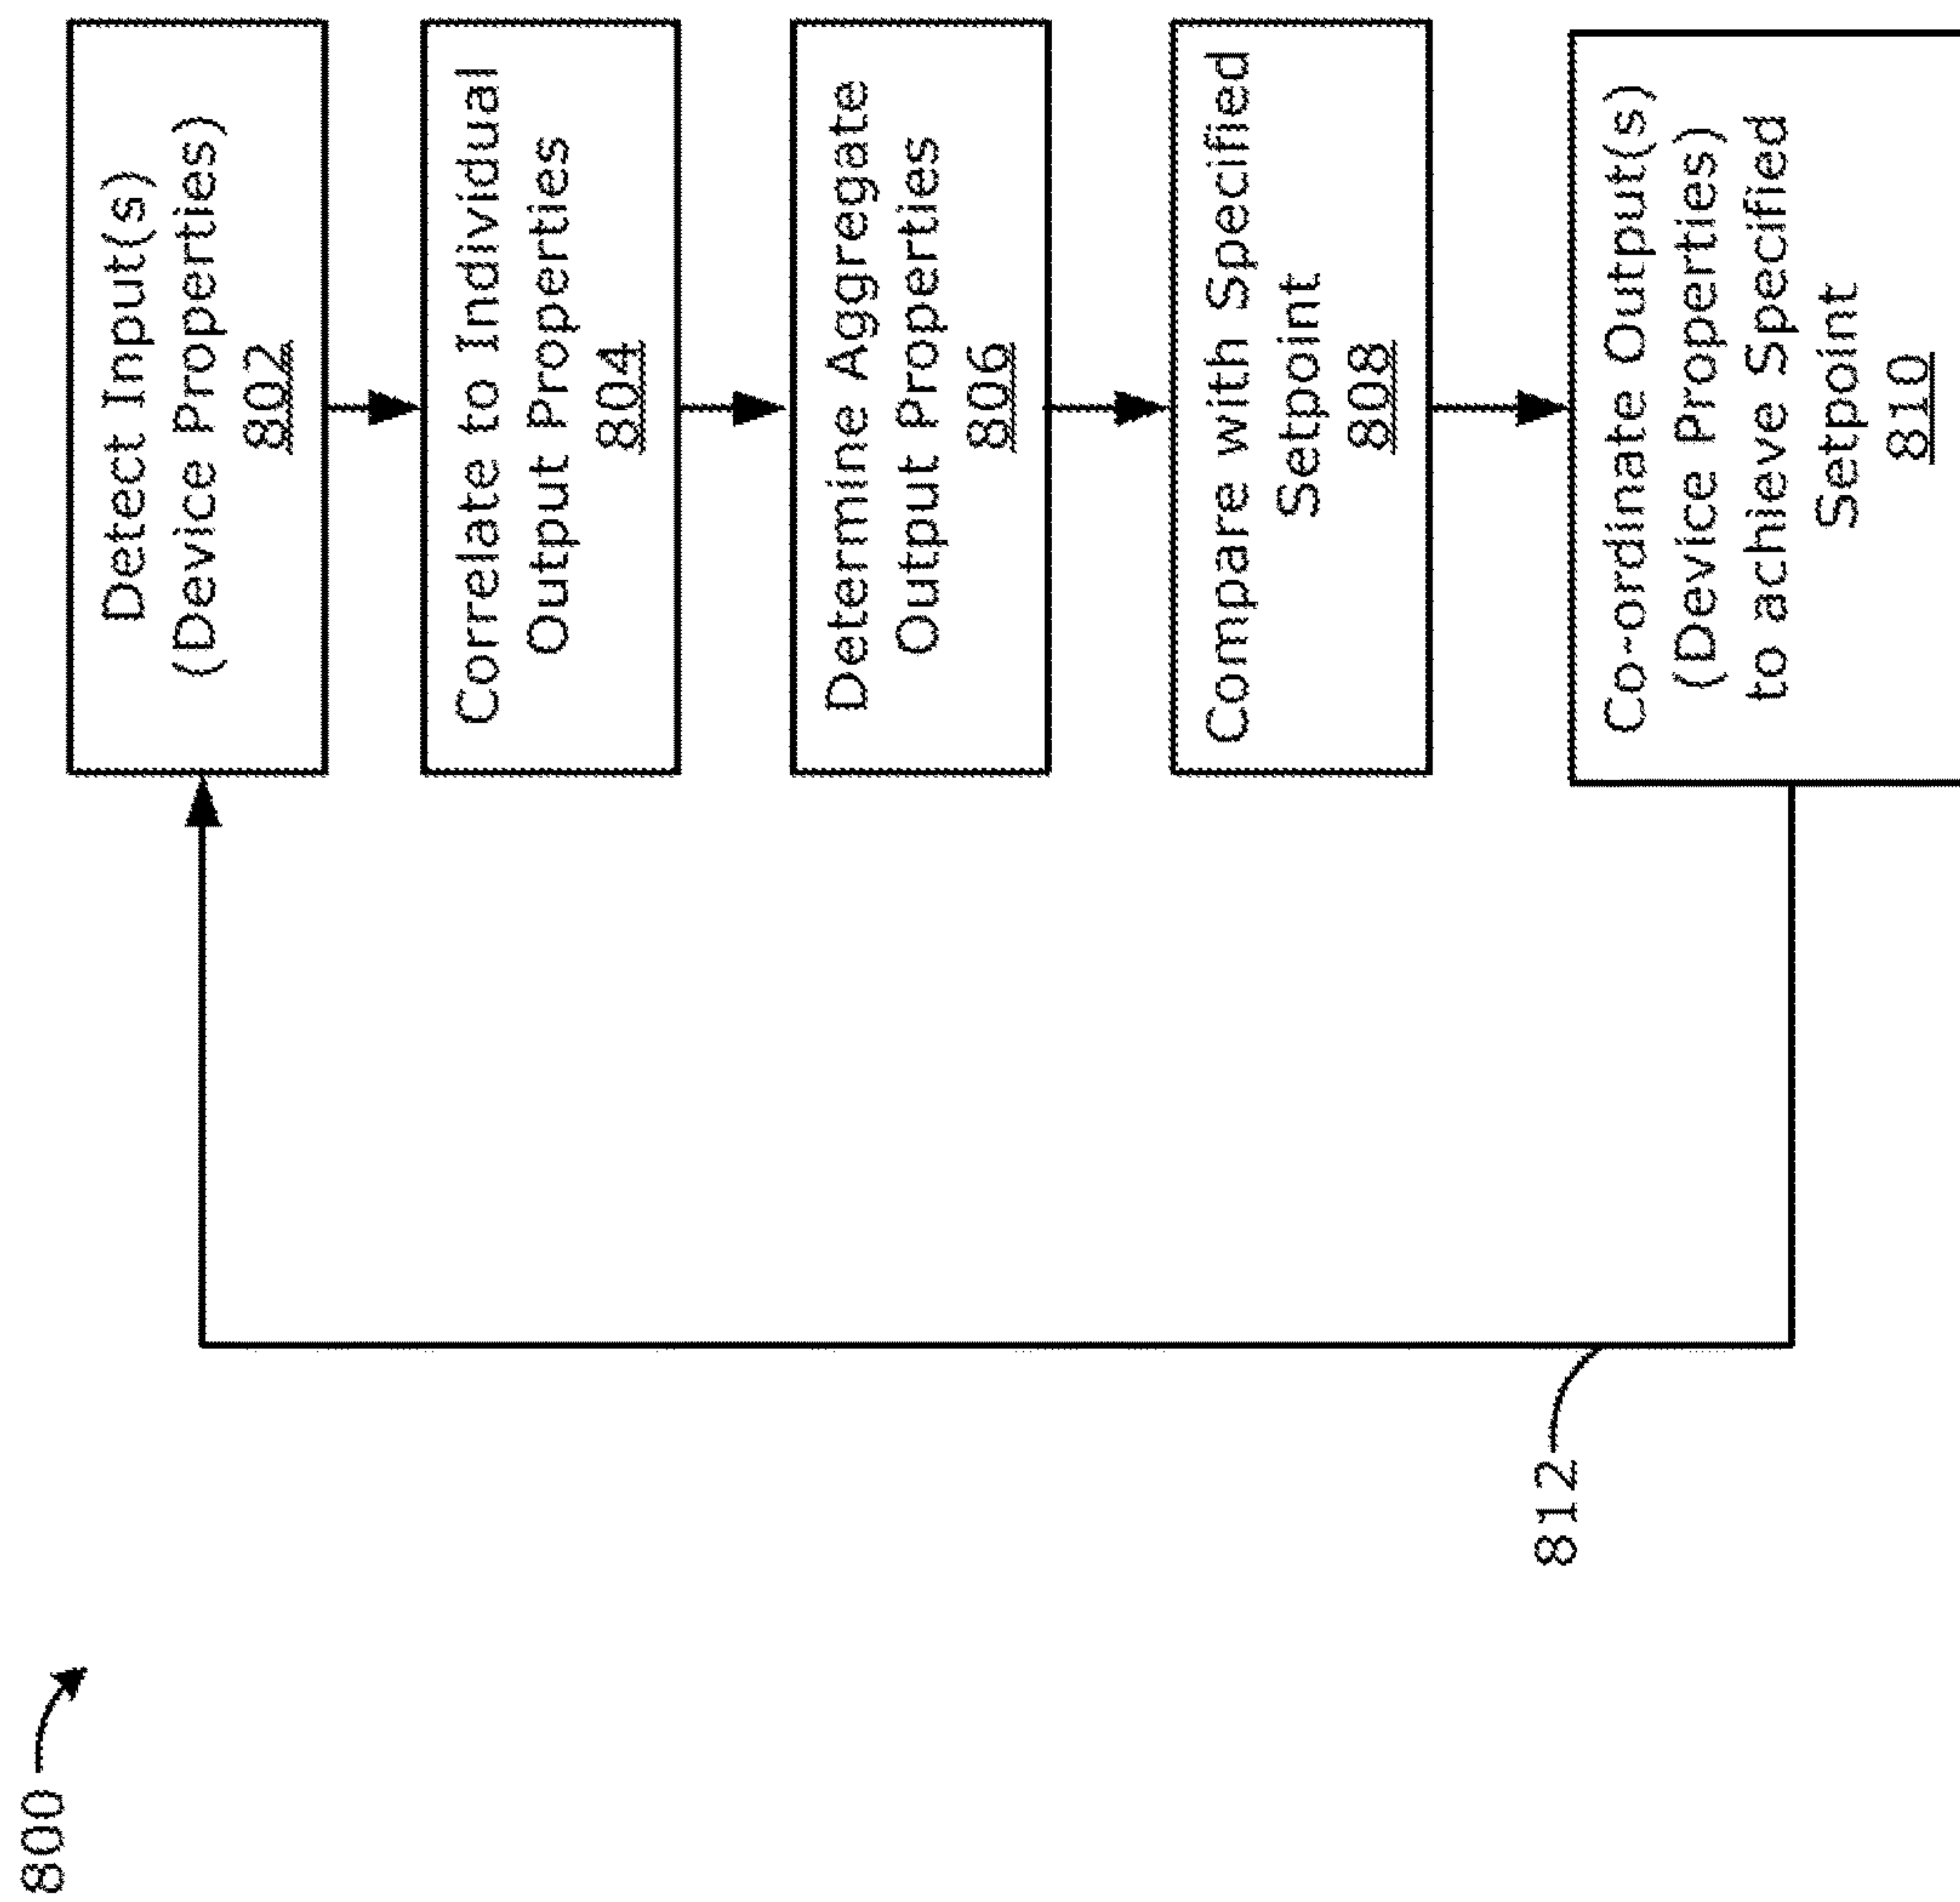 800
Detect Input(s)
(Device Properties)
802
Correlate to Individual
Output Properties
804
Determine Aggregate
Output Properties
806
Compare with Specified
Setpoint
808
Co-ordinate Output(s)
(Device Properties)
to achieve Specified
Setpoint
810
812